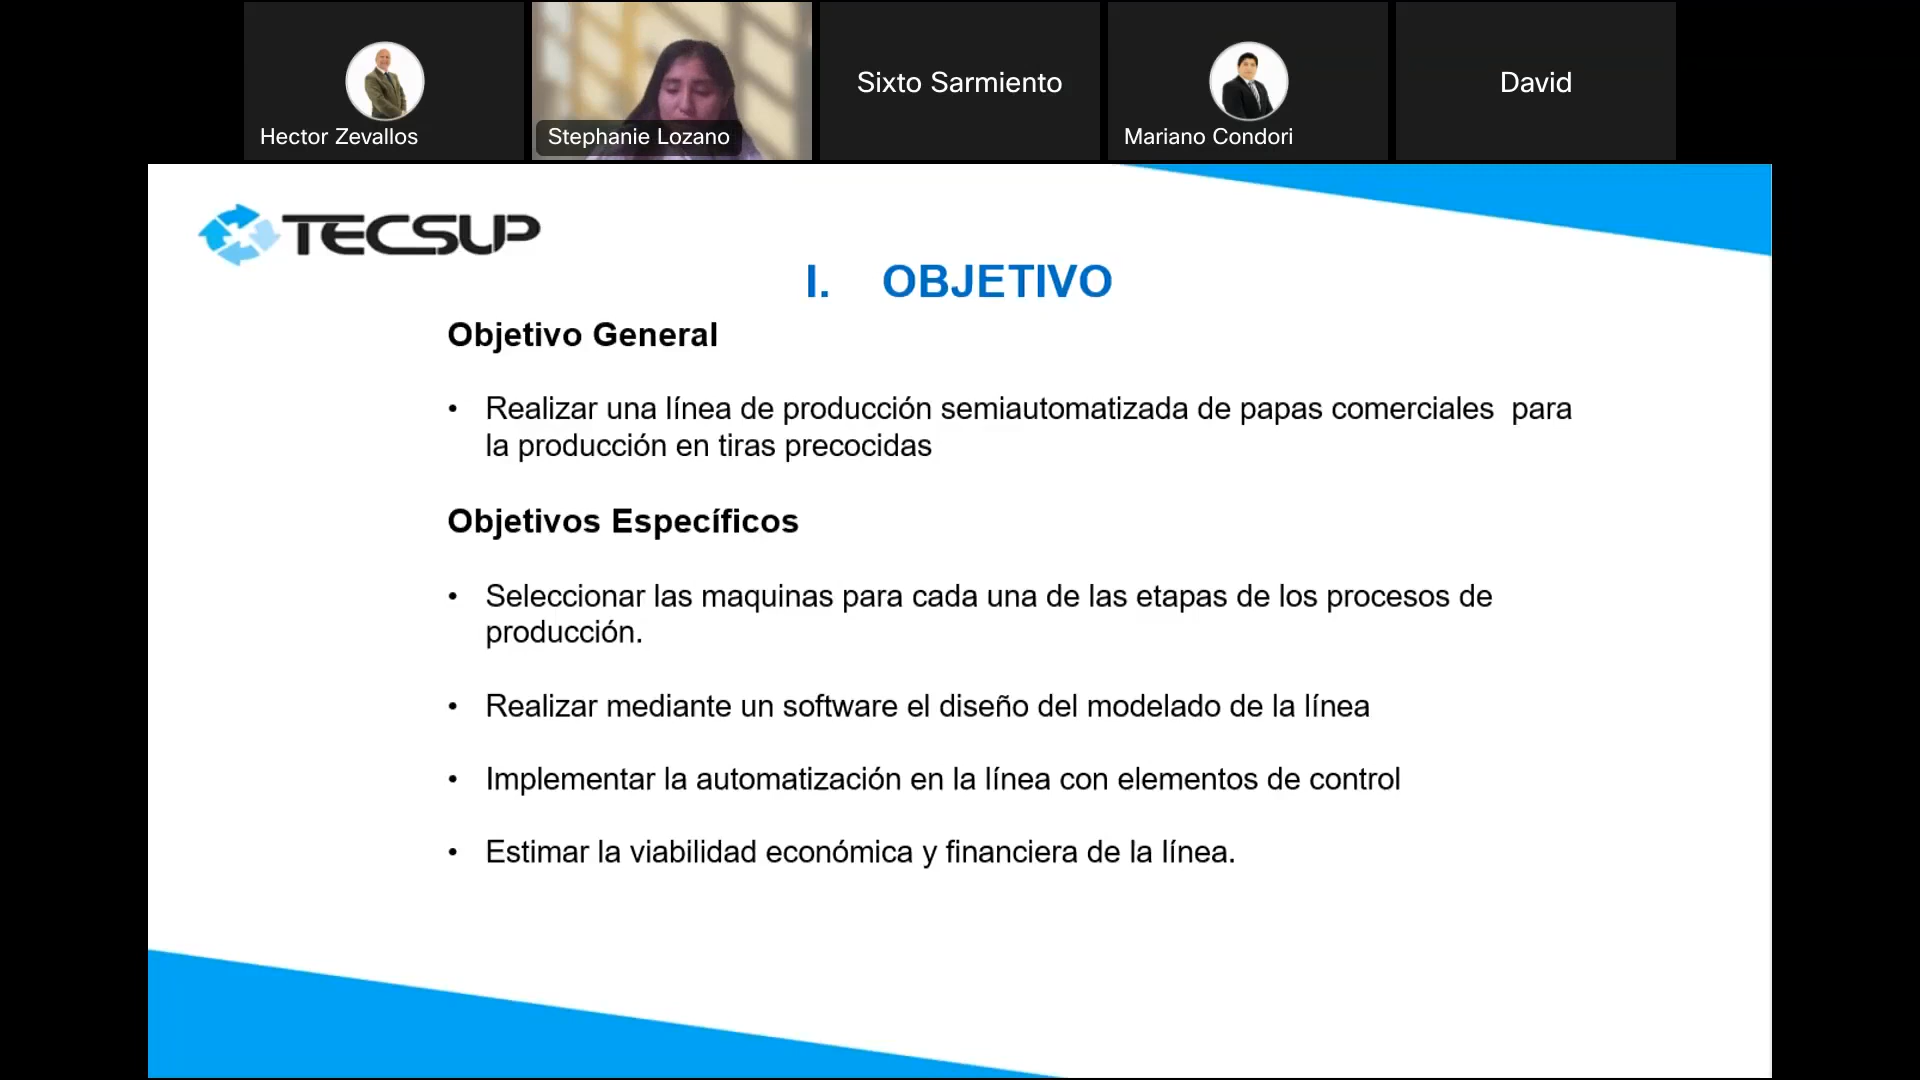 Hector Zevallos
Stephanie Lozano
Sixto Sarmiento
Mariano Condori
David
TECSUP
I. OBJETIVO
Objetivo General
• Realizar una línea de producción semiautomatizada de papas comerciales para
la producción en tiras precocidas
Objetivos Específicos
• Seleccionar las maquinas para cada una de las etapas de los procesos de
producción.
• Realizar mediante un software el diseño del modelado de la línea
• Implementar la automatización en la línea con elementos de control
• Estimar la viabilidad económica y financiera de la línea.